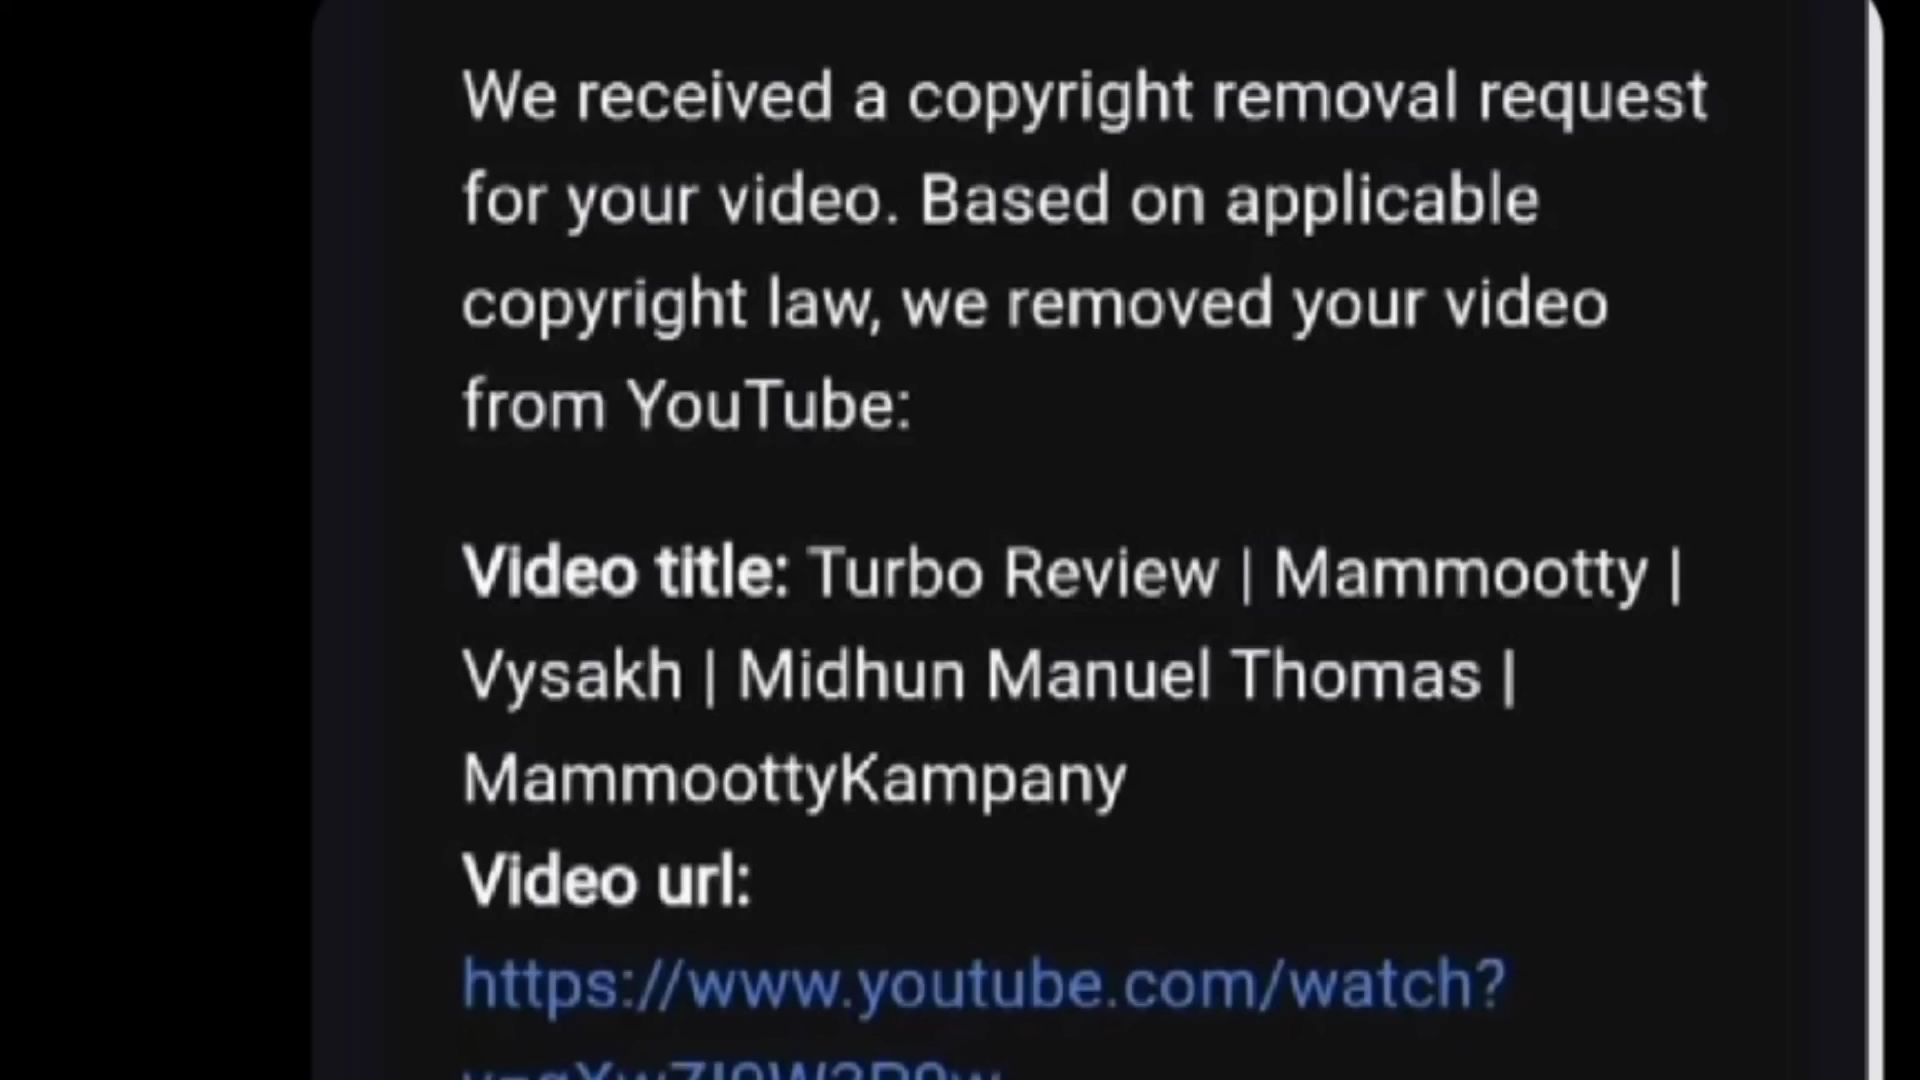 We received a copyright removal request
for your video. Based on applicable
copyright law, we removed your video
from YouTube:
Video title: Turbo Review | Mammootty |
Vysakh | Midhun Manuel Thomas |
MammoottyKampany
Video url:
https://www.youtube.com/watch?